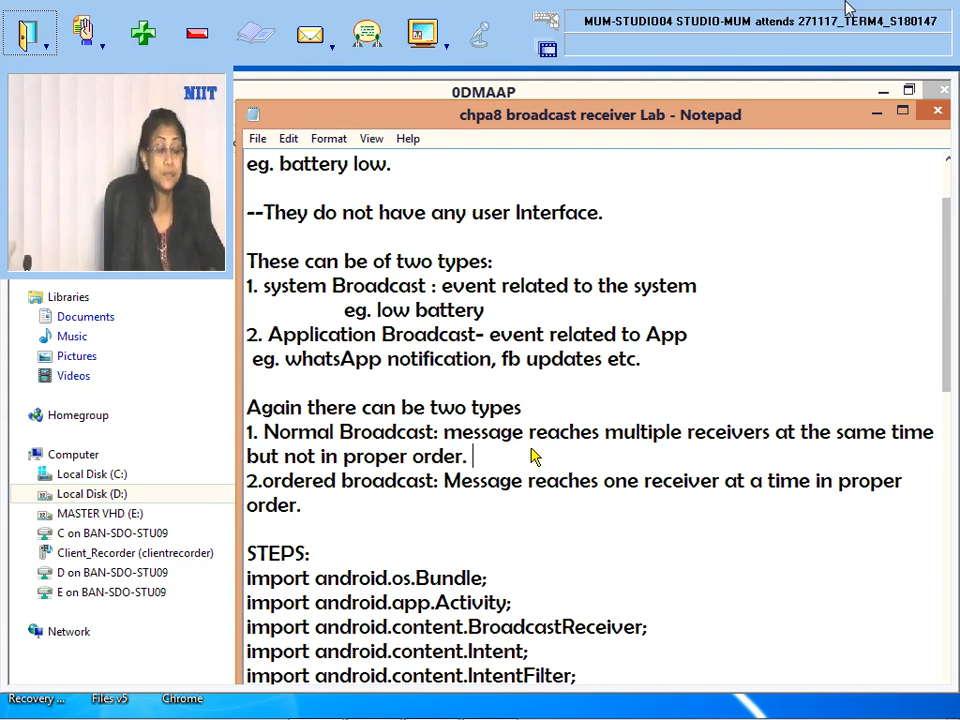 MUM-STUDIO04 STUDIO-MUM attends 271117_TERM4_S180147
NIIT
0DMAAP
chpa8 broadcast receiver Lab - Notepad
File Edit Format View Help
eg. battery low.
--They do not have any user Interface.
These can be of two types:
1. system Broadcast : event related to the system
eg. low battery
2. Application Broadcast- event related to App
eg. whatsApp notification, fb updates etc.
Again there can be two types
1. Normal Broadcast: message reaches multiple receivers at the same time
but not in proper order.
2.ordered broadcast: Message reaches one receiver at a time in proper
order.
STEPS:
import android.os.Bundle;
import android.app.Activity;
import android.content.BroadcastReceiver;
import android.content.Intent;
import android.content.IntentFilter;
Libraries
Documents
Music
Pictures
Videos
Homegroup
Computer
Local Disk (C:)
Local Disk (D:)
MASTER VHD (E:)
C on BAN-SDO-STU09
Client_Recorder (clientrecorder)
D on BAN-SDO-STU09
E on BAN-SDO-STU09
Network
Recovery ... Files v5 Chrome